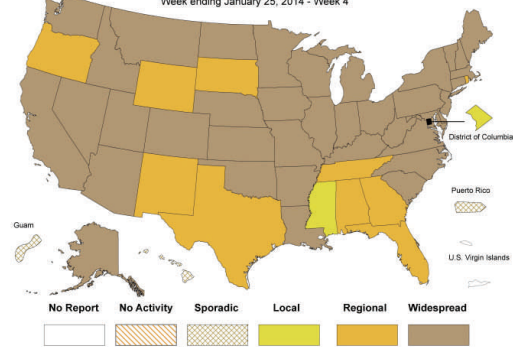 Week ending January 25, 2014 - Week 4
District of Columbia
Puerto Rico
Guam
U.S. Virgin Islands
No Report No Activity Sporadic Local Regional Widespread